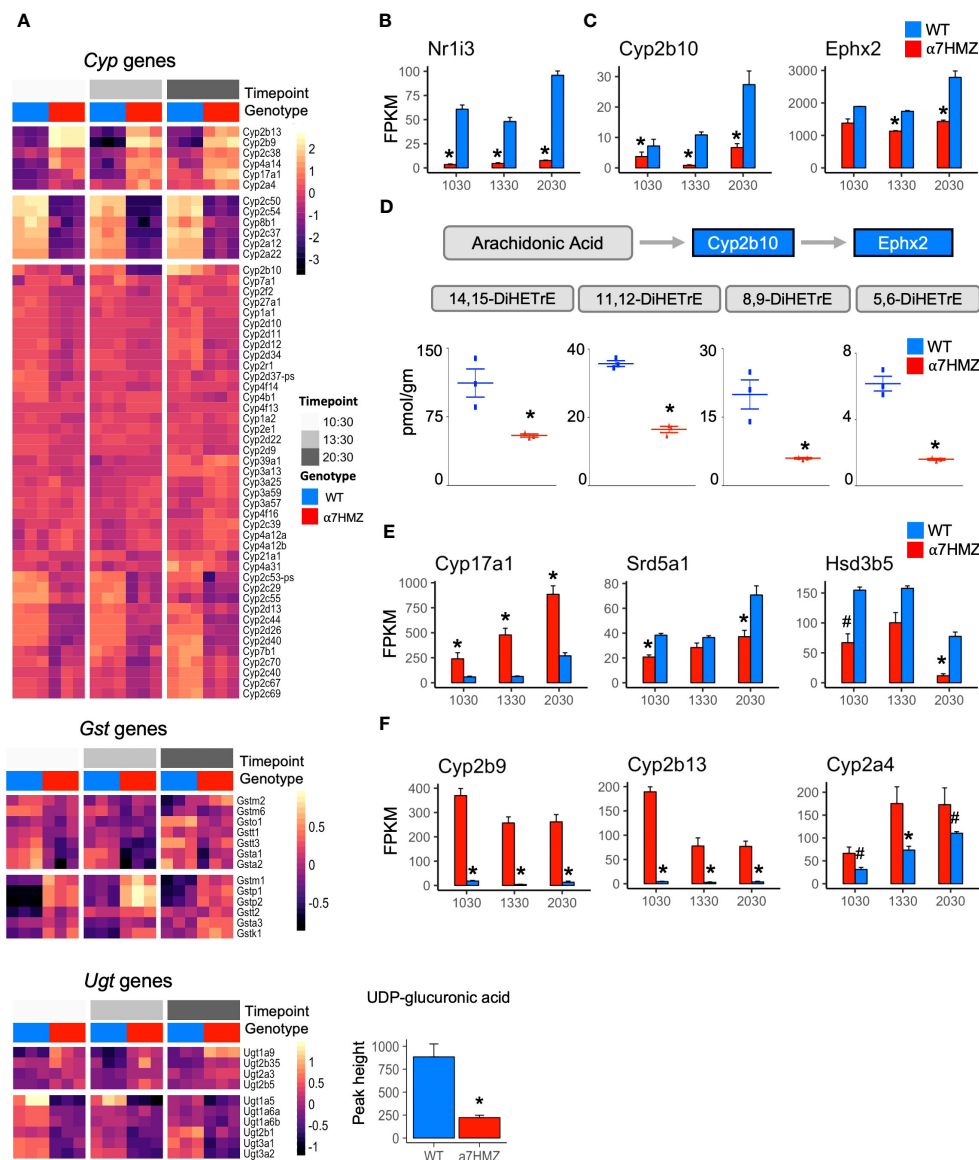 A
Cyp genes
Timepoint
Genotype
Cyp2b13
Cyp2b9
Cyp2c38
Cyp4a14
Cyp17a1
Cyp2a4
2
1
0
-1
-2
-3
Cyp2c50
Cyp2c54
Cyp8b1
Cyp2c37
Cyp2a12
Cyp2a22
Cyp2b10
Cyp7a1
Cyp2f2
Cyp27a1
Cyp1a1
Cyp2d10
Cyp2d11
Cyp2d12
Cyp2d34
Cyp2r1
Cyp2d37-ps
Cyp4f14
Cyp4b1
Cyp4f13
Cyp1a2
Cyp2e1
Cyp2d22
Cyp2d9
Cyp39a1
Cyp3a13
Cyp3a25
Cyp3a59
Cyp3a57
Cyp4f16
Cyp2c39
Cyp4a12a
Cyp4a12b
Cyp21a1
Cyp4a31
Cyp2c53-ps
Cyp2c29
Cyp2c55
Cyp2d13
Cyp2c44
Cyp2d26
Cyp2d40
Cyp7b1
Cyp2c70
Cyp2c40
Cyp2c67
Cyp2c69
Timepoint
10:30
13:30
20:30
Genotype
WT
α7HMZ
Gst genes
Timepoint
Genotype
Gstm2
Gstm6
Gsto1
Gstt1
Gstt3
Gsta1
Gsta2
Gstm1
Gstp1
Gstp2
Gstt2
Gsta3
Gstk1
0.5
0
-0.5
Ugt genes
Timepoint
Genotype
Ugt1a9
Ugt2b35
Ugt2a3
Ugt2b5
Ugt1a5
Ugt1a6a
Ugt1a6b
Ugt2b1
Ugt3a1
Ugt3a2
1
0.5
0
-0.5
-1
B
Nr1i3
FPKM
100
75
50
25
0
* * *
1030 1330 2030
C
WT
α7HMZ
Cyp2b10
30
20
10
0
* * *
1030 1330 2030
Ephx2
3000
2000
1000
0
* *
1030 1330 2030
D
Arachidonic Acid
Cyp2b10
Ephx2
14,15-DiHETrE 11,12-DiHETrE 8,9-DiHETrE 5,6-DiHETrE
WT
α7HMZ
pmol/gm
150
75
0
*
40
20
0
*
30
15
0
*
8
4
0
*
E
WT
α7HMZ
Cyp17a1
FPKM
1000
750
500
250
0
* * *
1030 1330 2030
Srd5a1
80
60
40
20
0
* *
1030 1330 2030
Hsd3b5
150
100
50
0
# *
1030 1330 2030
F
Cyp2b9
FPKM
400
300
200
100
0
* * *
1030 1330 2030
Cyp2b13
200
150
100
50
0
* * *
1030 1330 2030
Cyp2a4
200
150
100
50
0
# * #
1030 1330 2030
UDP-glucuronic acid
Peak height
1000
750
500
250
0
*
WT a7HMZ